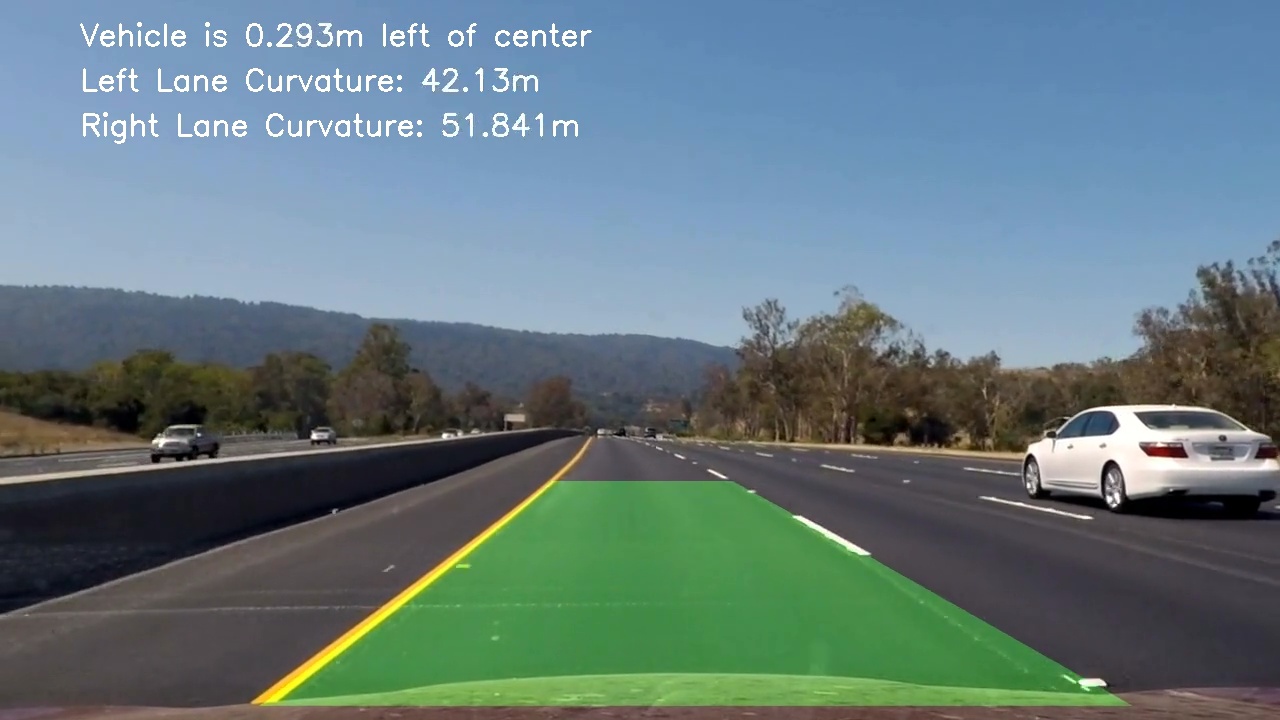 Vehicle is 0.293m left of center
Left Lane Curvature: 42.13m
Right Lane Curvature: 51.841m